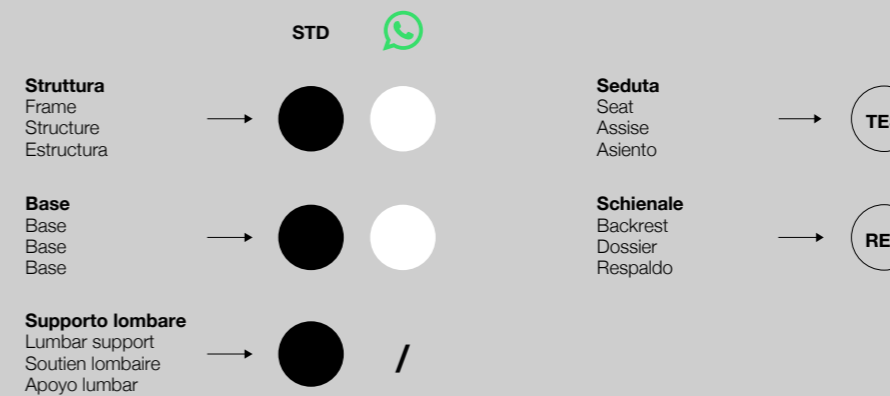 STD
Struttura
Frame
Structure
Estructura
Base
Base
Base
Base
Supporto lombare
Lumbar support
Soutien lombaire
Apoyo lumbar
/
Seduta
Seat
Assise
Asiento
TE
Schienale
Backrest
Dossier
Respaldo
RE